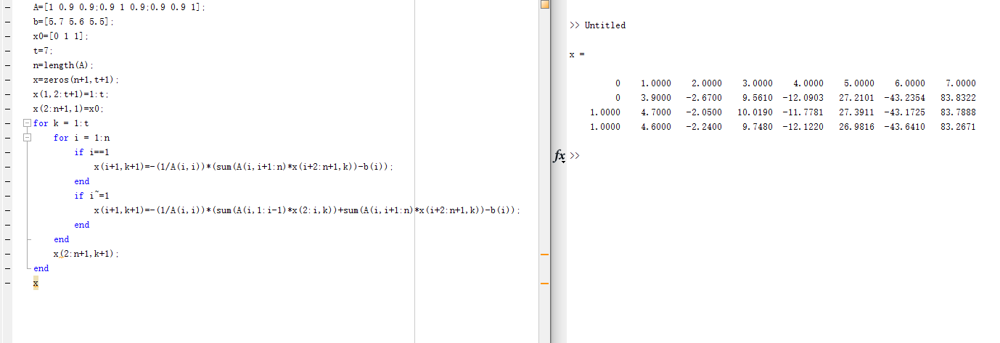 A=[1 0.9 0.9;0.9 1 0.9;0.9 0.9 1];
b=[5.7 5.6 5.5];
x0=[0 1 1];
t=7;
n=length(A);
x=zeros(n+1,t+1);
x(1,2:t+1)=1:t;
x(2:n+1,1)=x0;
for k = 1:t
for i = 1:n
if i==1
x(i+1,k+1)=-(1/A(i,i))*(sum(A(i,i+1:n)*x(i+2:n+1,k))-b(i));
end
if i~=1
x(i+1,k+1)=-(1/A(i,i))*(sum(A(i,1:i-1)*x(2:i,k))+sum(A(i,i+1:n)*x(i+2:n+1,k))-b(i));
end
end
x(2:n+1,k+1);
end
x
>> Untitled
x =
0 1.0000 2.0000 3.0000 4.0000 5.0000 6.0000 7.0000
0 3.9000 -2.6700 9.5610 -12.0903 27.2101 -43.2354 83.8322
1.0000 4.7000 -2.0500 10.0190 -11.7781 27.3911 -43.1725 83.7888
1.0000 4.6000 -2.2400 9.7480 -12.1220 26.9816 -43.6410 83.2671
fx >>